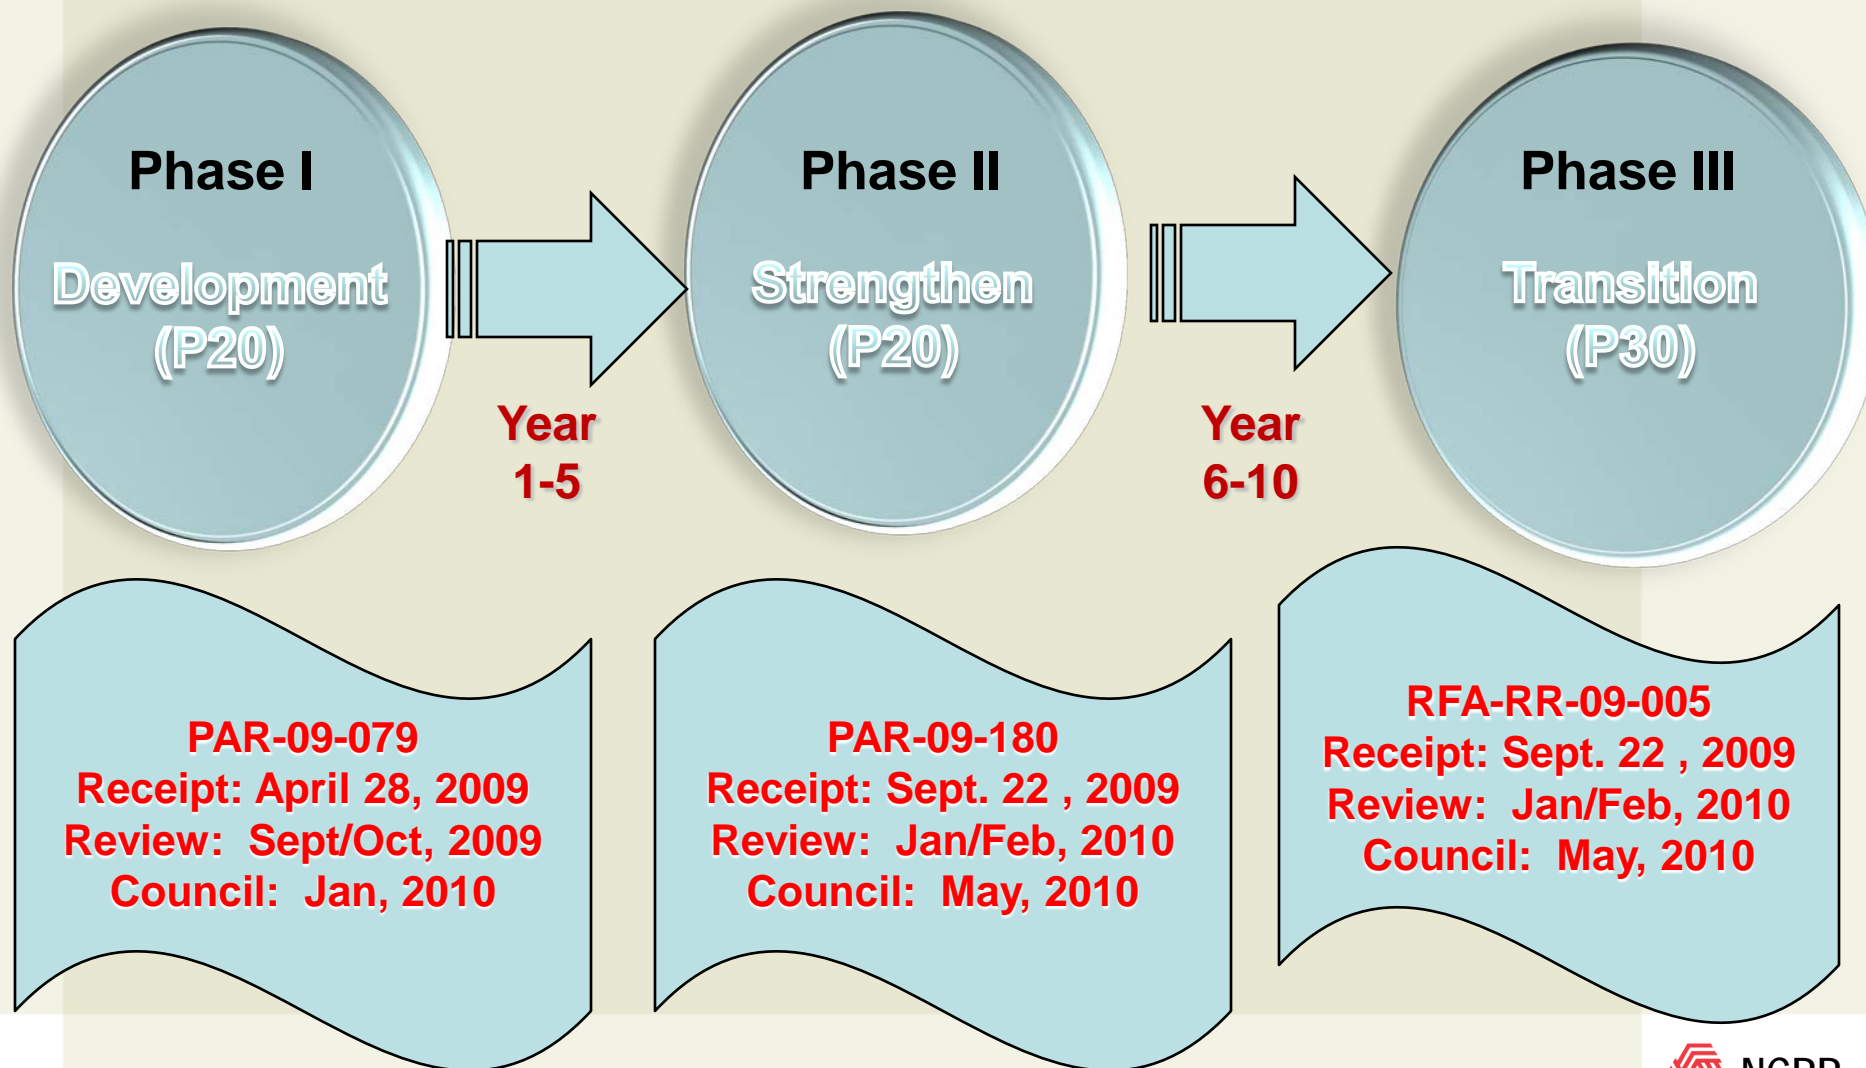 Phase I
Development
(P20)
Year
1-5
Phase II
Strengthen
(P20)
Year
6-10
Phase III
Transition
(P30)
PAR-09-079
Receipt: April 28, 2009
Review:  Sept/Oct, 2009
Council:  Jan, 2010
PAR-09-180
Receipt: Sept. 22 , 2009
Review:  Jan/Feb, 2010
Council:  May, 2010
RFA-RR-09-005
Receipt: Sept. 22 , 2009
Review:  Jan/Feb, 2010
Council:  May, 2010
NCRR